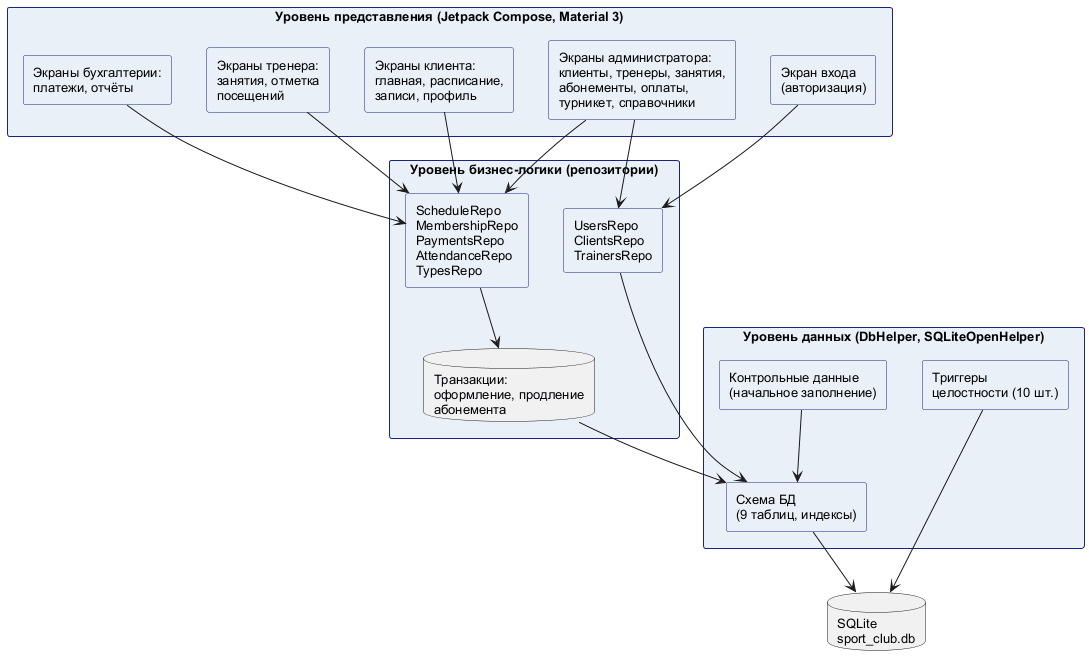 Уровень представления (Jetpack Compose, Material 3)
Экраны бухгалтерии:
платежи, отчёты
Экраны тренера:
занятия, отметка
посещений
Экраны клиента:
главная, расписание,
записи, профиль
Экраны администратора:
клиенты, тренеры, занятия,
абонементы, оплаты,
турникет, справочники
Экран входа
(авторизация)
Уровень бизнес-логики (репозитории)
ScheduleRepo
MembershipRepo
PaymentsRepo
AttendanceRepo
TypesRepo
UsersRepo
ClientsRepo
TrainersRepo
Транзакции:
оформление, продление
абонемента
Уровень данных (DbHelper, SQLiteOpenHelper)
Контрольные данные
(начальное заполнение)
Триггеры
целостности (10 шт.)
Схема БД
(9 таблиц, индексы)
SQLite
sport_club.db